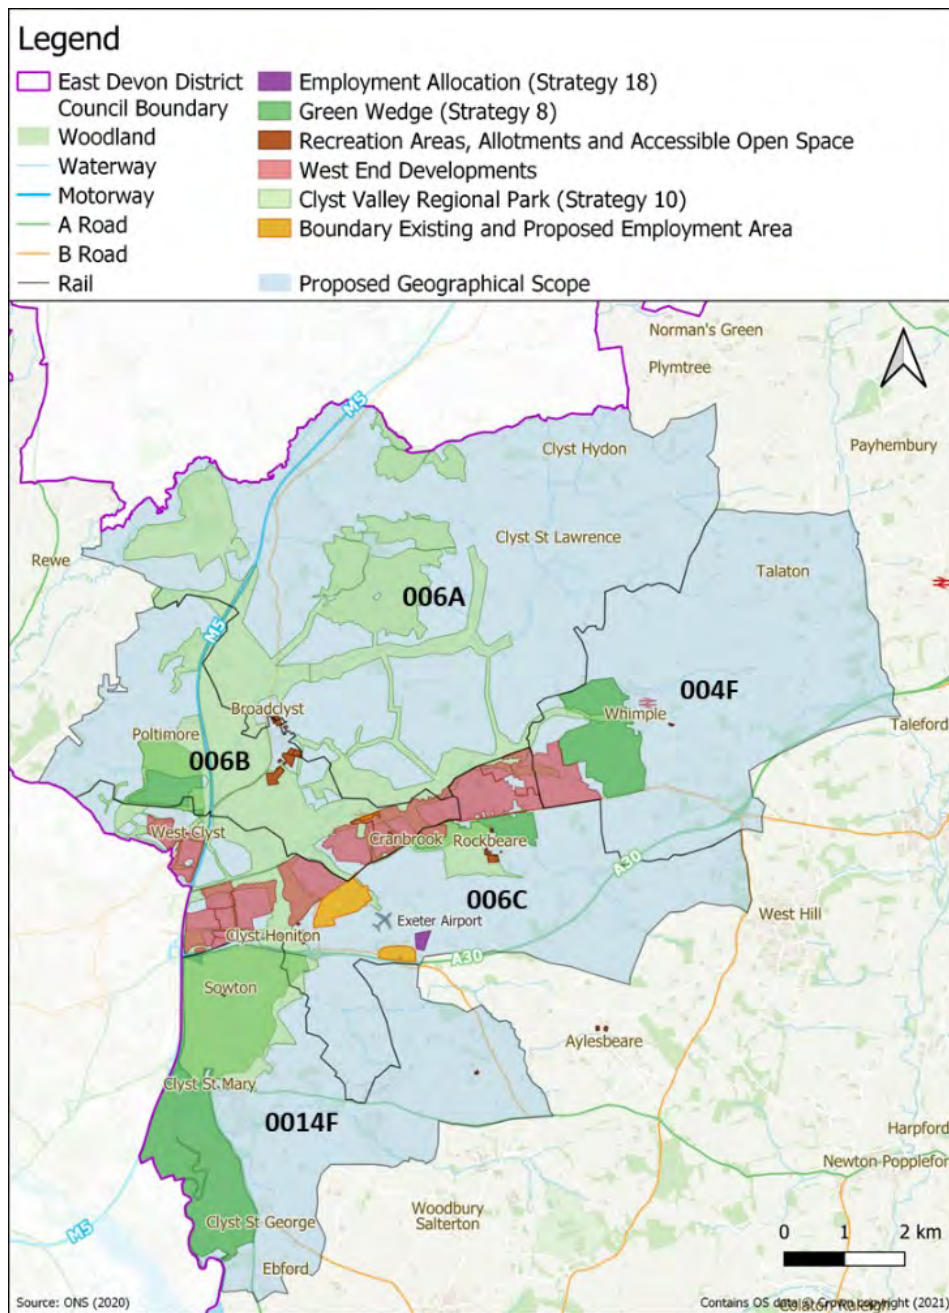 Legend
East Devon District
Council Boundary
Woodland
Waterway
Motorway
A Road
B Road
Rail
Employment Allocation (Strategy 18)
Green Wedge (Strategy 8)
Recreation Areas, Allotments and Accessible Open Space
West End Developments
Clyst Valley Regional Park (Strategy 10)
Boundary Existing and Proposed Employment Area
Proposed Geographical Scope
Norman's Green
Plymtree
M5
Clyst Hydon
Payhembury
Clyst St Lawrence
Rewe
Talaton
006A
M5
004F
Broadclyst
Whimple
Taleford
Poltimore
006B
West Clyst
Cranbrook
Rockbeare
A30
006C
West Hill
Exeter Airport
Clyst Honiton
A30
Sowton
Aylesbeare
Clyst St Mary
0014F
Harpford
Newton Popplefor
Woodbury
Salterton
Clyst St George
M5
0 1 2 km
Ebford
Source: ONS (2020)
Contains OS data © Crown copyright (2021)
Colaton Raleigh